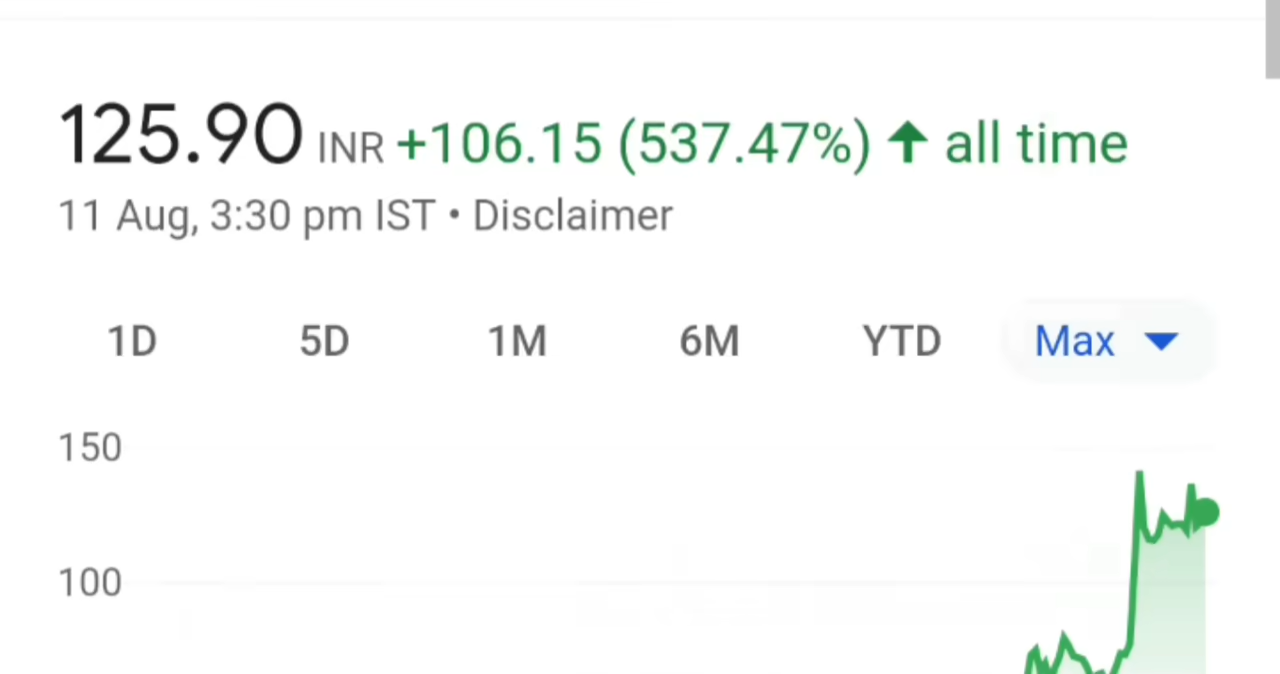 125.90 INR +106.15 (537.47%) ↑ all time
11 Aug, 3:30 pm IST • Disclaimer
1D 5D 1M 6M YTD Max
150
100